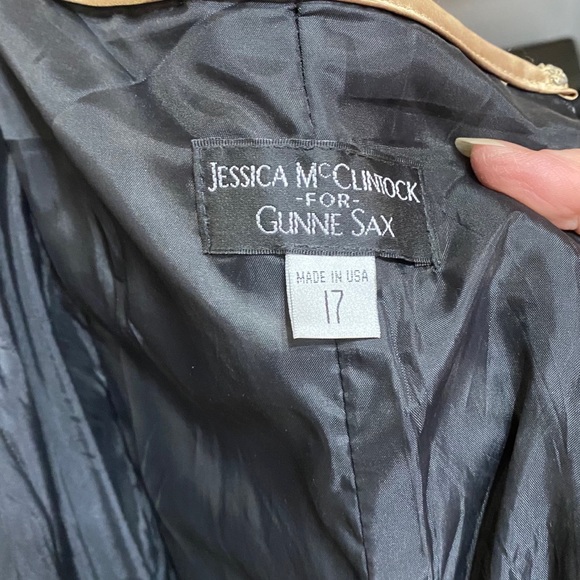 JESSICA McCLINTOCK
-FOR-
GUNNE SAX
MADE IN USA
17